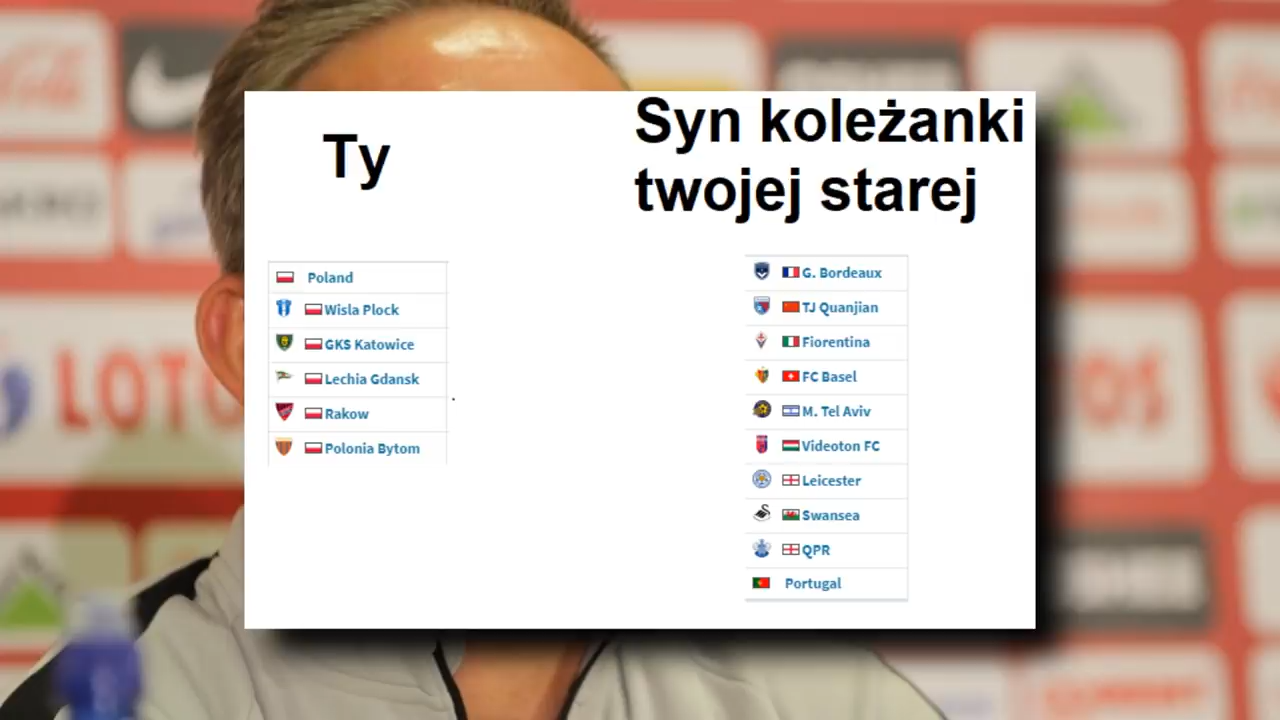 Ty
Syn koleżanki
twojej starej
Poland
Wisla Plock
GKS Katowice
Lechia Gdansk
Rakow
Polonia Bytom
G. Bordeaux
TJ Quanjian
Fiorentina
FC Basel
M. Tel Aviv
Videoton FC
Leicester
Swansea
QPR
Portugal
LOTO